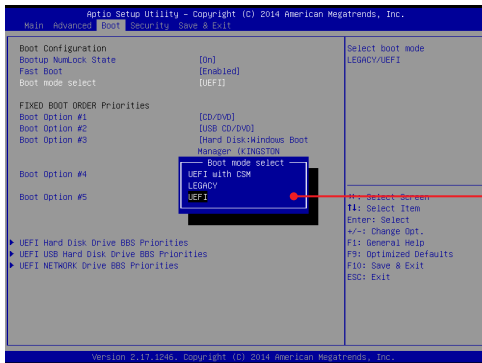 Aptio Setup Utility - Copyright (C) 2014 American Megatrends, Inc.
Main Advanced Boot Security Save & Exit
Boot Configuration Select boot mode
Bootup NumLock State [On] LEGACY/UEFI
Fast Boot [Enabled]
Boot mode select [UEFI]
FIXED BOOT ORDER Priorities
Boot Option #1 [CD/DVD]
Boot Option #2 [USB CD/DVD]
Boot Option #3 [Hard Disk:Windows Boot
Manager (KINGSTON
Boot mode select
Boot Option #4 UEFI with CSM
LEGACY
Boot Option #5 UEFI
: Select Screen
↑↓: Select Item
Enter: Select
+/-: Change Opt.
UEFI Hard Disk Drive BBS Priorities F1: General Help
UEFI USB Hard Disk Drive BBS Priorities F9: Optimized Defaults
UEFI NETWORK Drive BBS Priorities F10: Save & Exit
ESC: Exit
Version 2.17.1246. Copyright (C) 2014 American Megatrends, Inc.